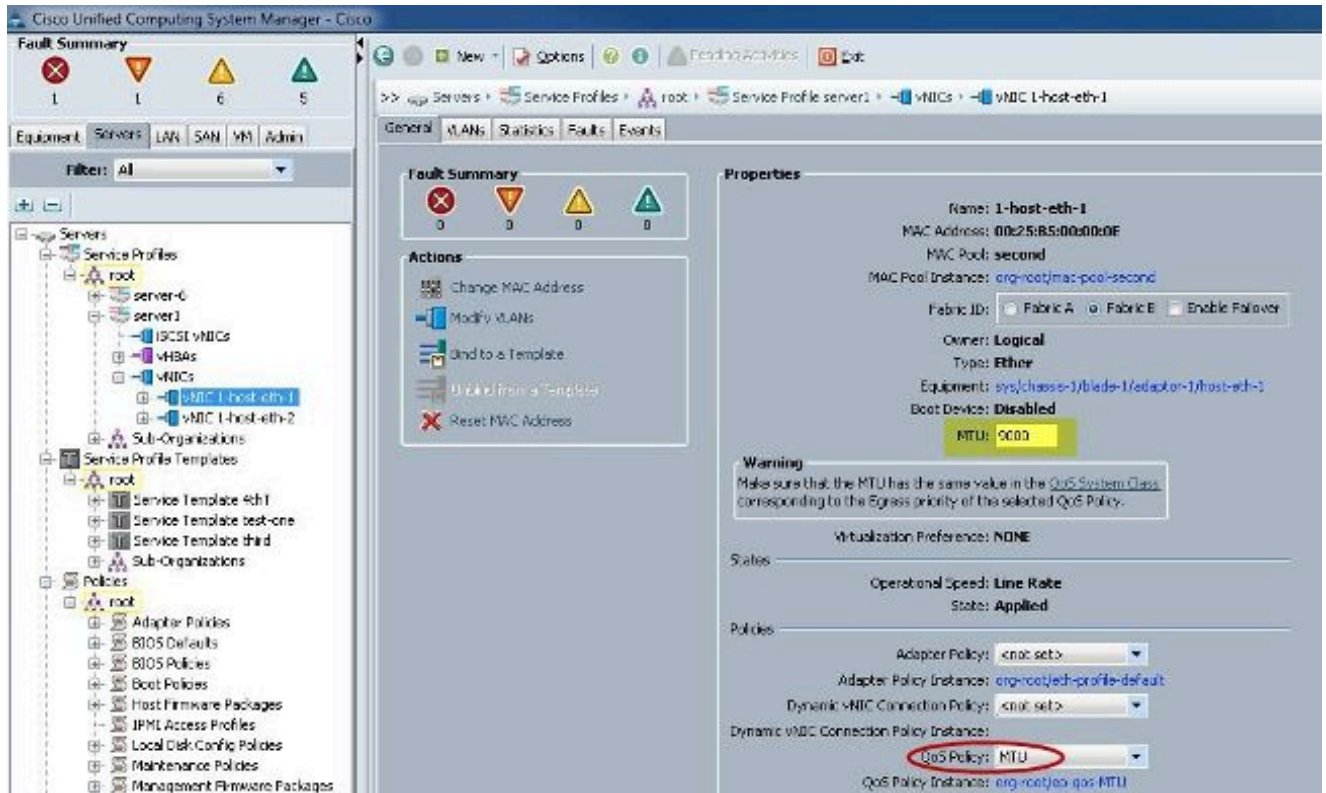 Cisco Unified Computing System Manager - Cisco
Fault Summary
1 1 6 5
Equipment Servers LAN SAN VM Admin
Filter: All
Servers
Service Profiles
root
server-6
server1
iSCSI vNICs
vHBAs
vNICs
vNIC 1-host-eth-1
vNIC 1-host-eth-2
Sub-Organizations
Service Profile Templates
root
Service Template 4th1
Service Template test-one
Service Template third
Sub-Organizations
Policies
root
Adapter Policies
BIOS Defaults
BIOS Policies
Boot Policies
Host Firmware Packages
IPMI Access Profiles
Local Disk Config Policies
Maintenance Policies
Management Firmware Packages
New Options Pending Activities Exit
>> Servers Service Profiles root Service Profile server1 vNICs vNIC 1-host-eth-1
General VLANs Statistics Faults Events
Fault Summary
0 0 0 0
Actions
Change MAC Address
Modify VLANs
Bind to a Template
Unbind from a Template
Reset MAC Address
Properties
Name: 1-host-eth-1
MAC Address: 00:25:B5:00:00:0E
MAC Pool: second
MAC Pool Instance: org-root/mac-pool-second
Fabric ID: Fabric A Fabric B Enable Failover
Owner: Logical
Type: Ether
Equipment: sys/chassis-1/blade-1/adaptor-1/host-eth-1
Boot Device: Disabled
MTU: 9000
Warning
Make sure that the MTU has the same value in the QoS System Class
corresponding to the Egress priority of the selected QoS Policy.
Virtualization Preference: NONE
States
Operational Speed: Line Rate
State: Applied
Policies
Adapter Policy: <not set>
Adapter Policy Instance: org-root/eth-profile-default
Dynamic vNIC Connection Policy: <not set>
Dynamic vNIC Connection Policy Instance:
QoS Policy: MTU
QoS Policy Instance: org-root/ep-qos-MTU